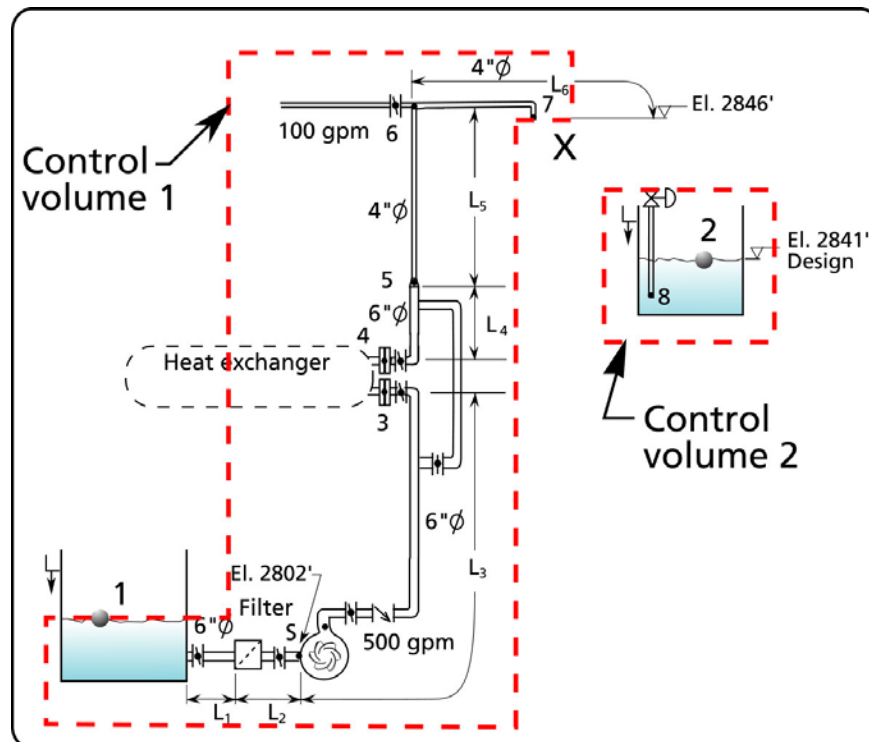 4"Ø
L6
7
El. 2846'
100 gpm
6
X
Control
volume 1
4"Ø
L5
2
El. 2841'
Design
8
5
6"Ø
L4
4
Heat exchanger
3
Control
volume 2
6"Ø
L3
1
El. 2802'
6"Ø
Filter
S
500 gpm
L1
L2